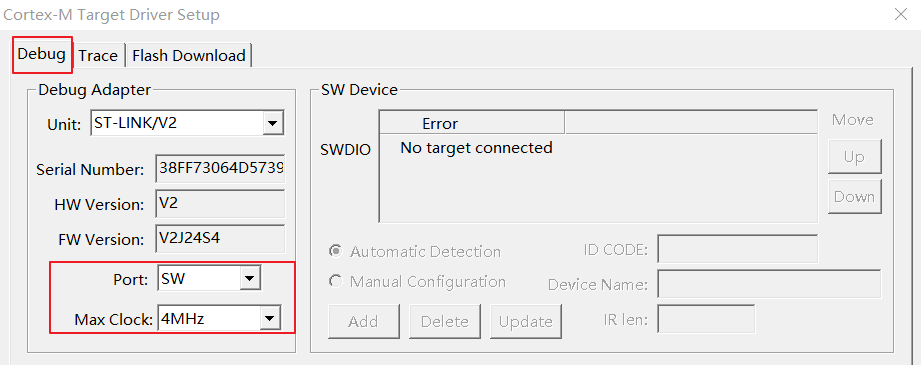 Cortex-M Target Driver Setup
Debug Trace Flash Download
Debug Adapter
Unit: ST-LINK/V2
Serial Number: 38FF73064D5739
HW Version: V2
FW Version: V2J24S4
Port: SW
Max Clock: 4MHz
SW Device
Error
SWDIO No target connected
Move
Up
Down
Automatic Detection ID CODE:
Manual Configuration Device Name:
Add Delete Update IR len: